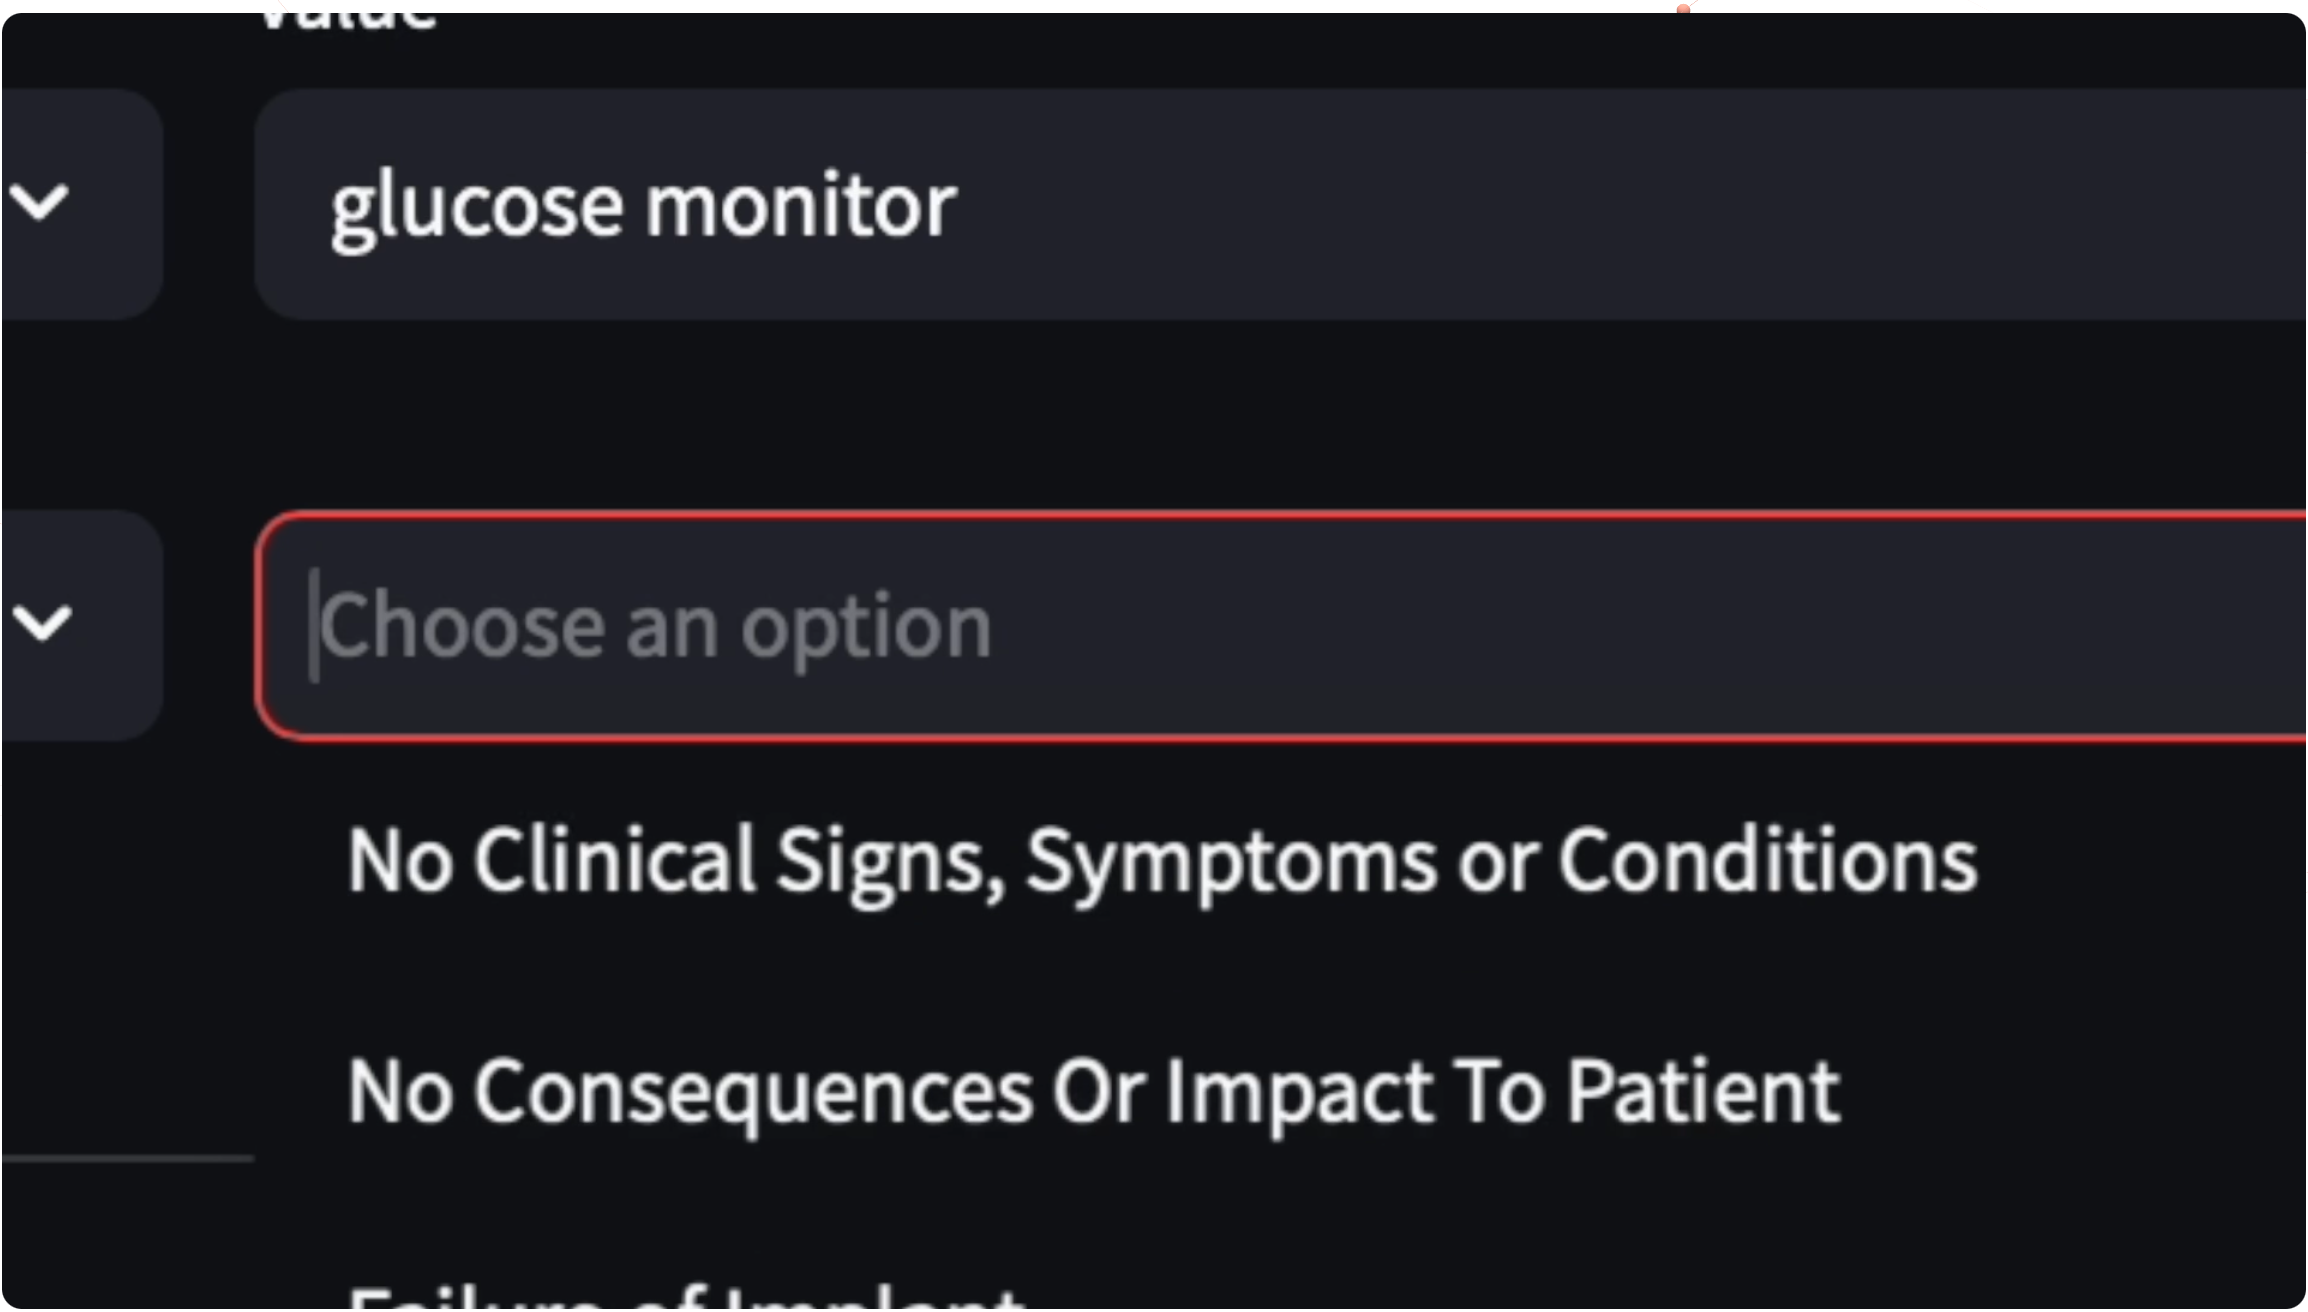 Value
glucose monitor
Choose an option
No Clinical Signs, Symptoms or Conditions
No Consequences Or Impact To Patient
Failure of Implant